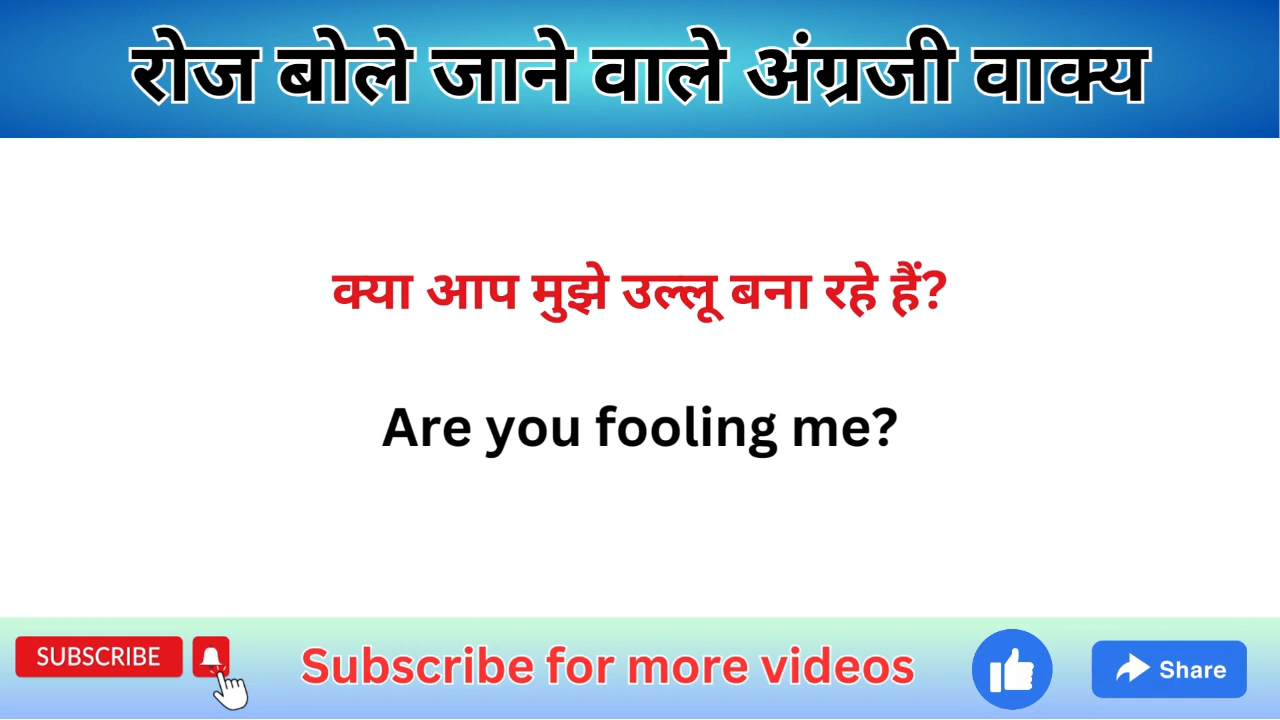 रोज बोले जाने वाले अंग्रजी वाक्य
क्या आप मुझे उल्लू बना रहे हैं?
Are you fooling me?
SUBSCRIBE
Subscribe for more videos
Share